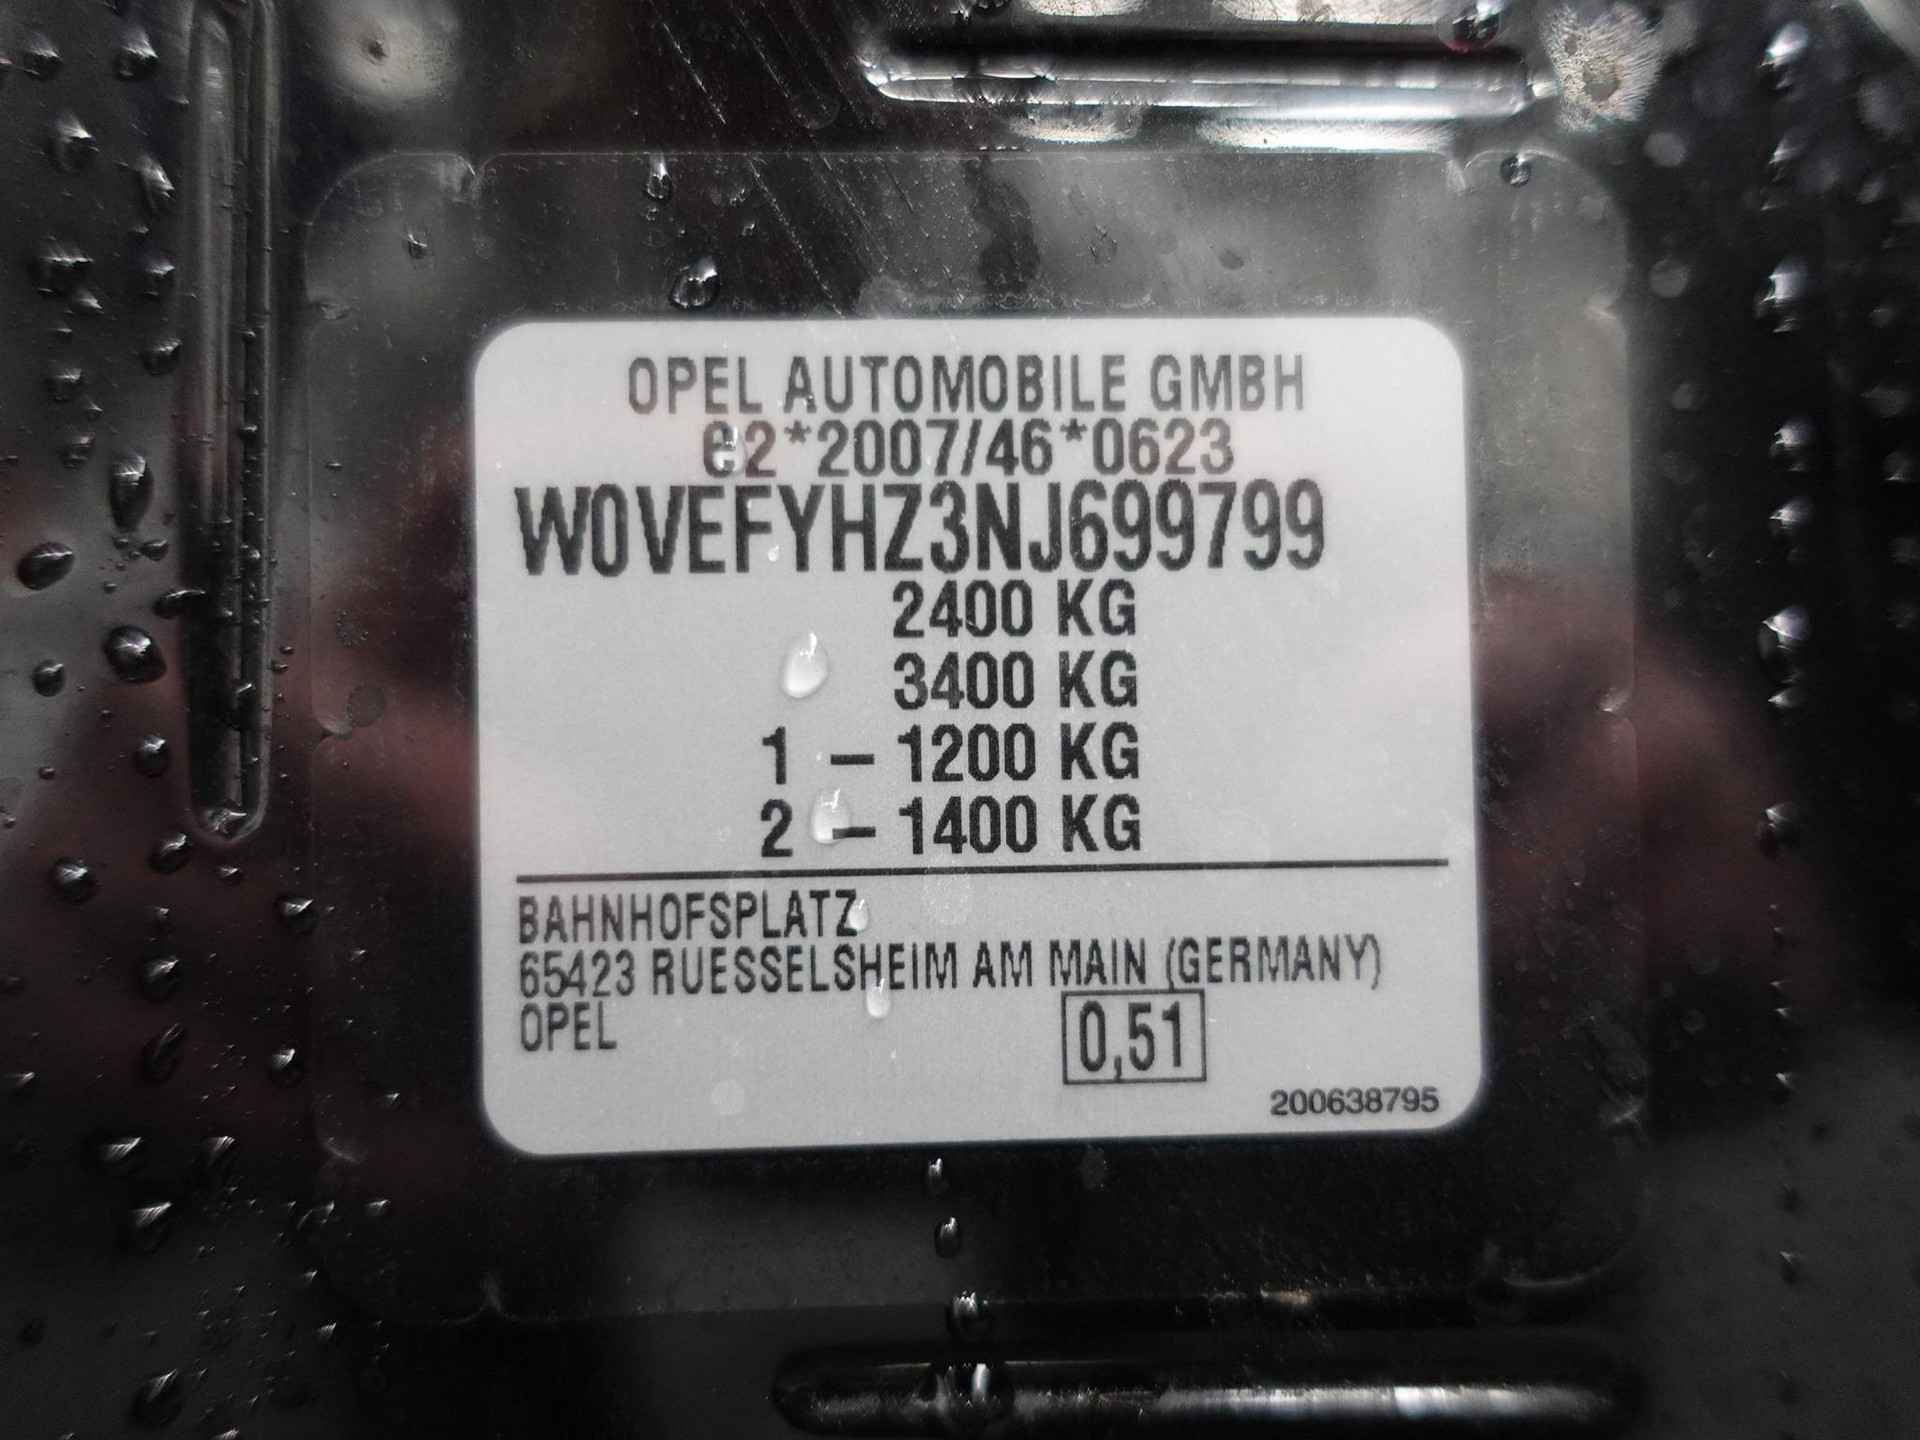 OPEL AUTOMOBILE GMBH
e2*2007/46*0623
W0VEFYHZ3NJ699799
2400 KG
3400 KG
1 – 1200 KG
2 – 1400 KG
BAHNHOFSPLATZ
65423 RUESSELSHEIM AM MAIN (GERMANY)
OPEL
0,51
200638795